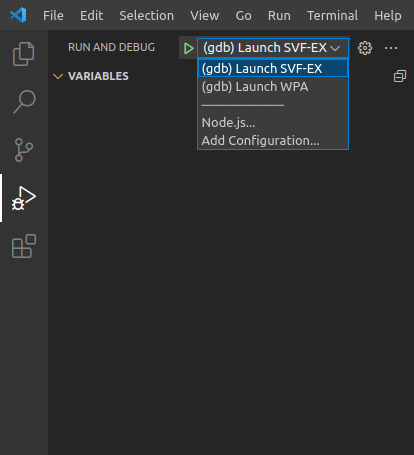 File Edit Selection View Go Run Terminal Help
RUN AND DEBUG (gdb) Launch SVF-EX ...
(gdb) Launch SVF-EX
VARIABLES
(gdb) Launch WPA
Node.js...
Add Configuration...